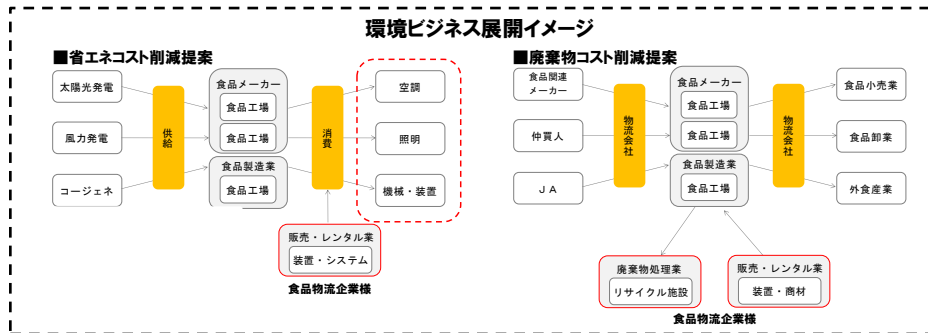 環境ビジネス展開イメージ
■省エネコスト削減提案
太陽光発電
風力発電
コージェネ
供給
食品メーカー
食品工場
食品工場
食品製造業
食品工場
消費
空調
照明
機械・装置
販売・レンタル業
装置・システム
食品物流企業様
■廃棄物コスト削減提案
食品関連
メーカー
仲買人
JA
物流会社
食品メーカー
食品工場
食品工場
食品製造業
食品工場
物流会社
食品小売業
食品卸業
外食産業
廃棄物処理業
リサイクル施設
販売・レンタル業
装置・商材
食品物流企業様